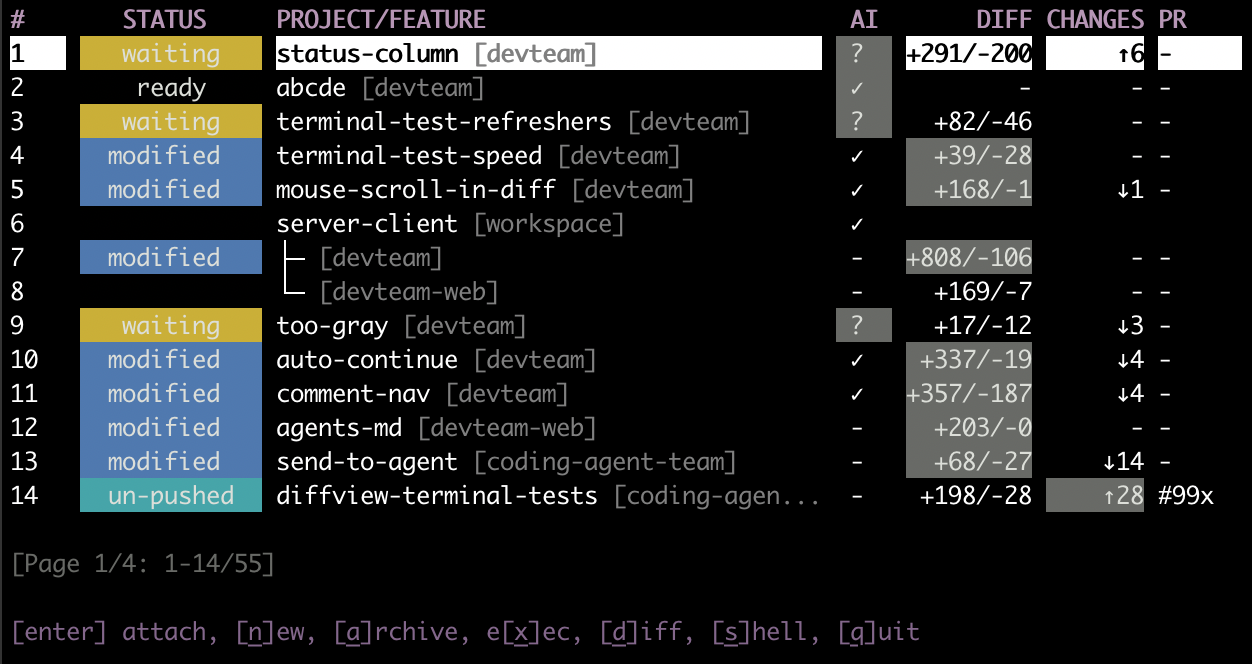 # STATUS PROJECT/FEATURE AI DIFF CHANGES PR
1 waiting status-column [devteam] ? +291/-200 ↑6 -
2 ready abcde [devteam] ✓ - - -
3 waiting terminal-test-refreshers [devteam] ? +82/-46 - -
4 modified terminal-test-speed [devteam] ✓ +39/-28 - -
5 modified mouse-scroll-in-diff [devteam] ✓ +168/-1 ↓1 -
6 server-client [workspace] ✓
7 modified ├─ [devteam] - +808/-106 - -
8 └─ [devteam-web] - +169/-7 - -
9 waiting too-gray [devteam] ? +17/-12 ↓3 -
10 modified auto-continue [devteam] ✓ +337/-19 ↓4 -
11 modified comment-nav [devteam] ✓ +357/-187 ↓4 -
12 modified agents-md [devteam-web] - +203/-0 - -
13 modified send-to-agent [coding-agent-team] - +68/-27 ↓14 -
14 un-pushed diffview-terminal-tests [coding-agen... - +198/-28 ↑28 #99x
[Page 1/4: 1-14/55]
[enter] attach, [n]ew, [a]rchive, e[x]ec, [d]iff, [s]hell, [q]uit